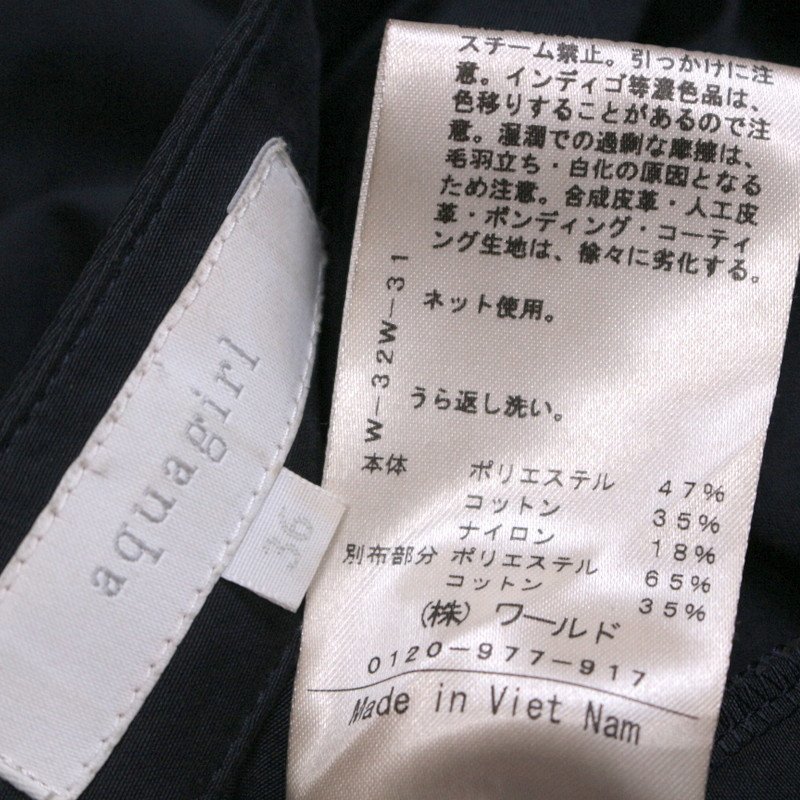 スチーム禁止。引っかけに注
意。インディゴ等濃色品は、
色移りすることがあるので注
意。湿潤での過剰な摩擦は、
毛羽立ち・白化の原因となる
ため注意。合成皮革・人工皮
革・ボンディング・コーティ
ング生地は、徐々に劣化する。
ネット使用。
うら返し洗い。
W-32W-31
本体 ポリエステル 47%
コットン 35%
ナイロン 18%
別布部分 ポリエステル 65%
コットン 35%
(株) ワールド
0120-977-917
Made in Viet Nam
aquagirl
36